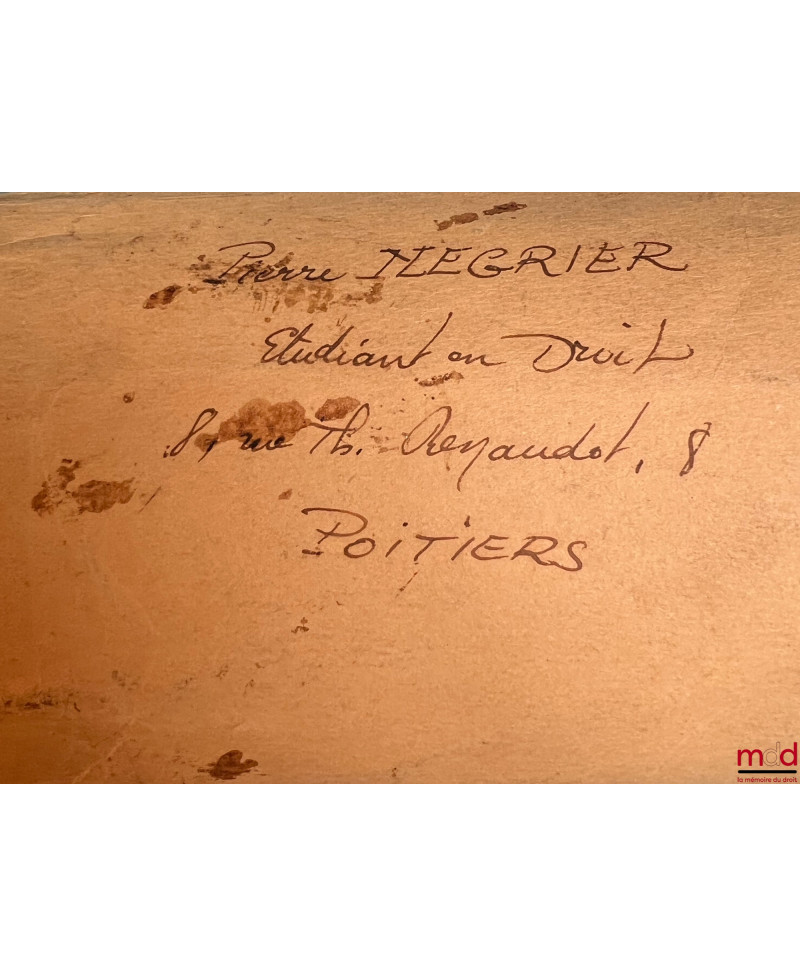 Pierre NEGRIER
Etudiant en Droit
8, rue Th. Renaudot, 8
POITIERS
mdd
la mémoire du droit